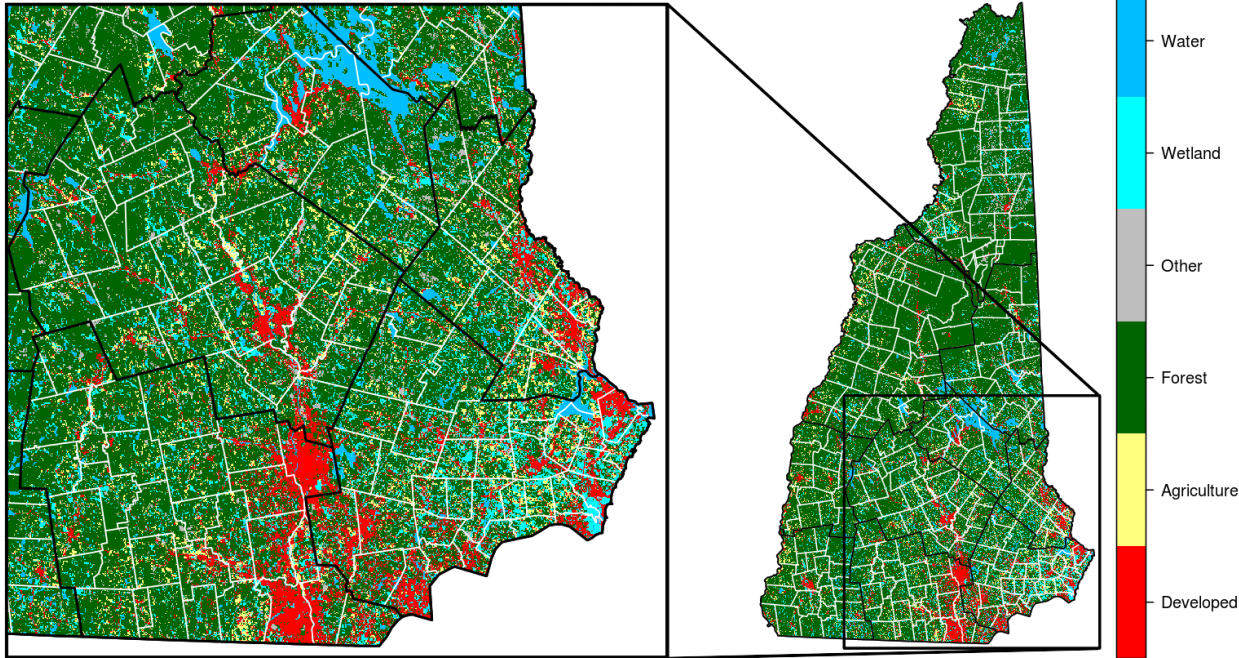 Water
Wetland
Other
Forest
Agriculture
Developed